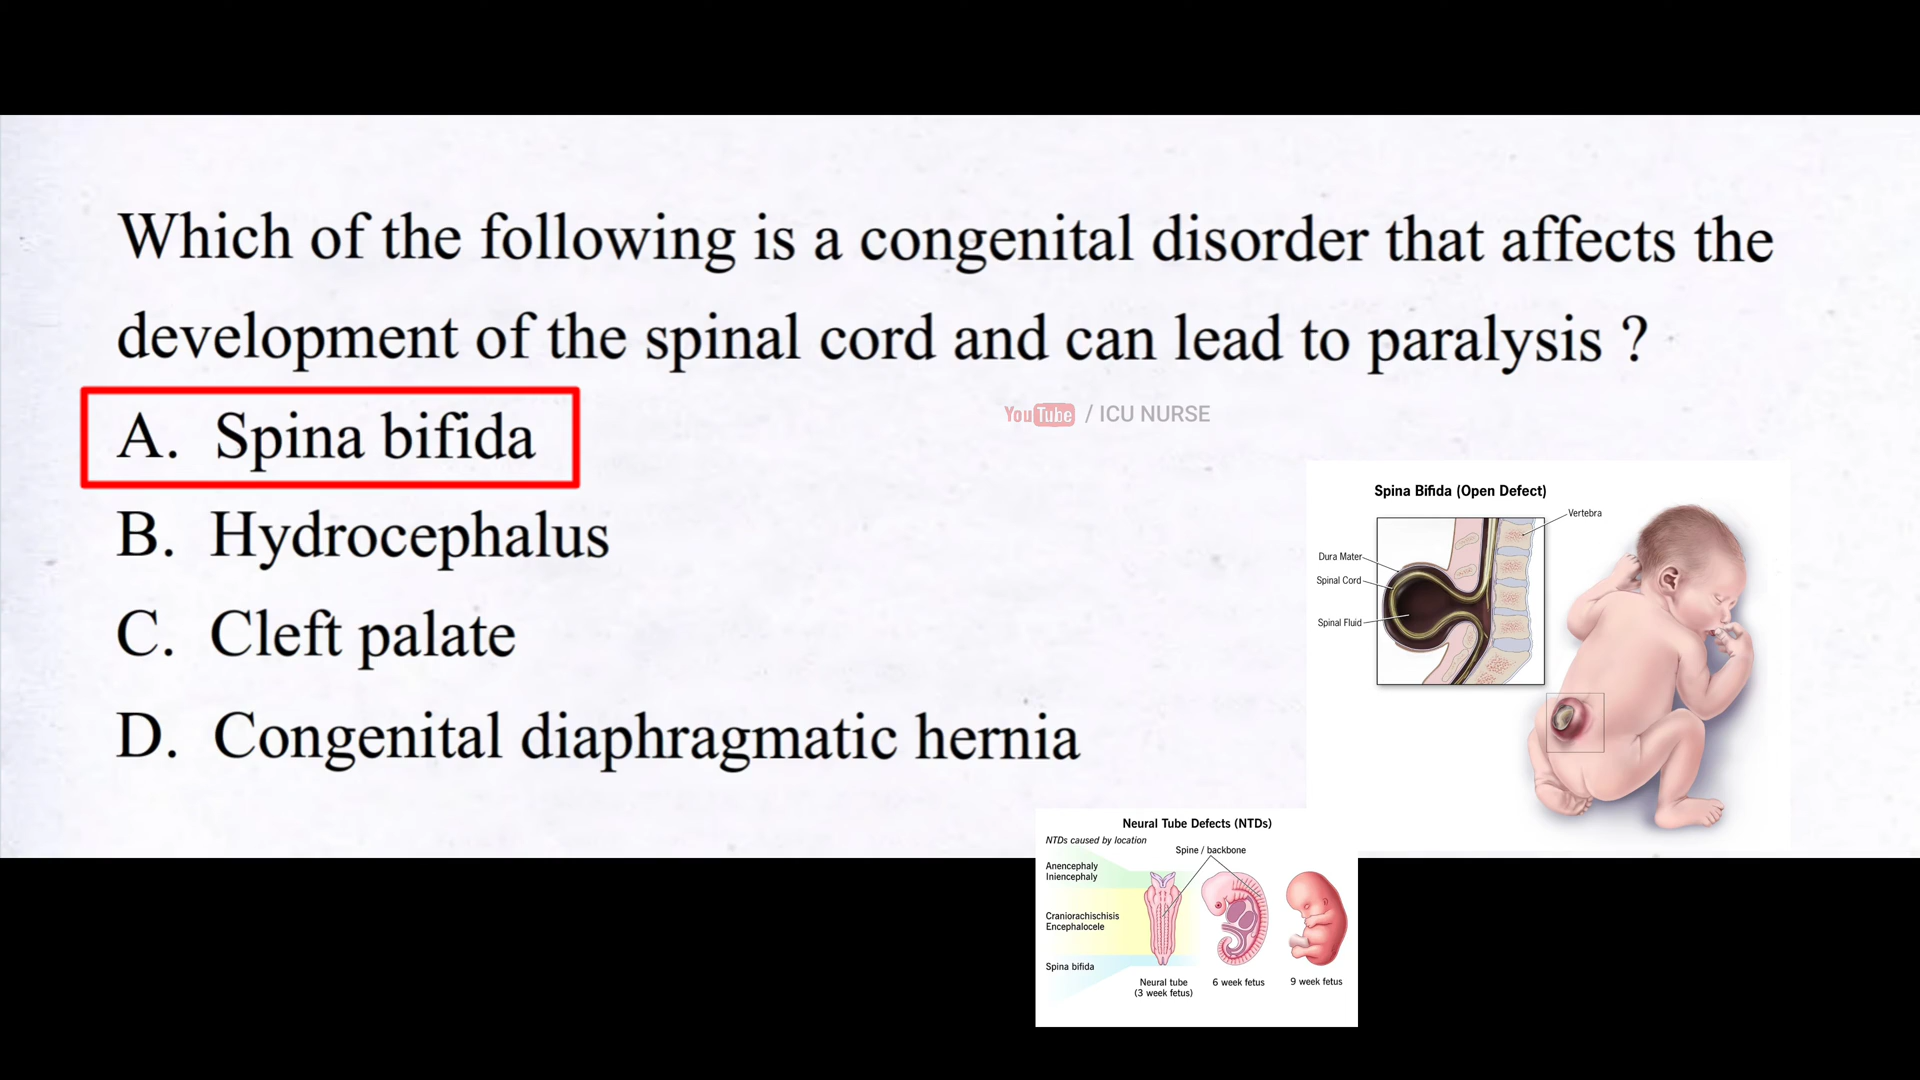 Which of the following is a congenital disorder that affects the
development of the spinal cord and can lead to paralysis ?
A. Spina bifida
YouTube / ICU NURSE
B. Hydrocephalus
C. Cleft palate
D. Congenital diaphragmatic hernia
Spina Bifida (Open Defect)
Vertebra
Dura Mater
Spinal Cord
Spinal Fluid
Neural Tube Defects (NTDs)
NTDs caused by location
Spine / backbone
Anencephaly
Iniencephaly
Craniorachischisis
Encephalocele
Spina bifida
Neural tube
(3 week fetus)
6 week fetus
9 week fetus